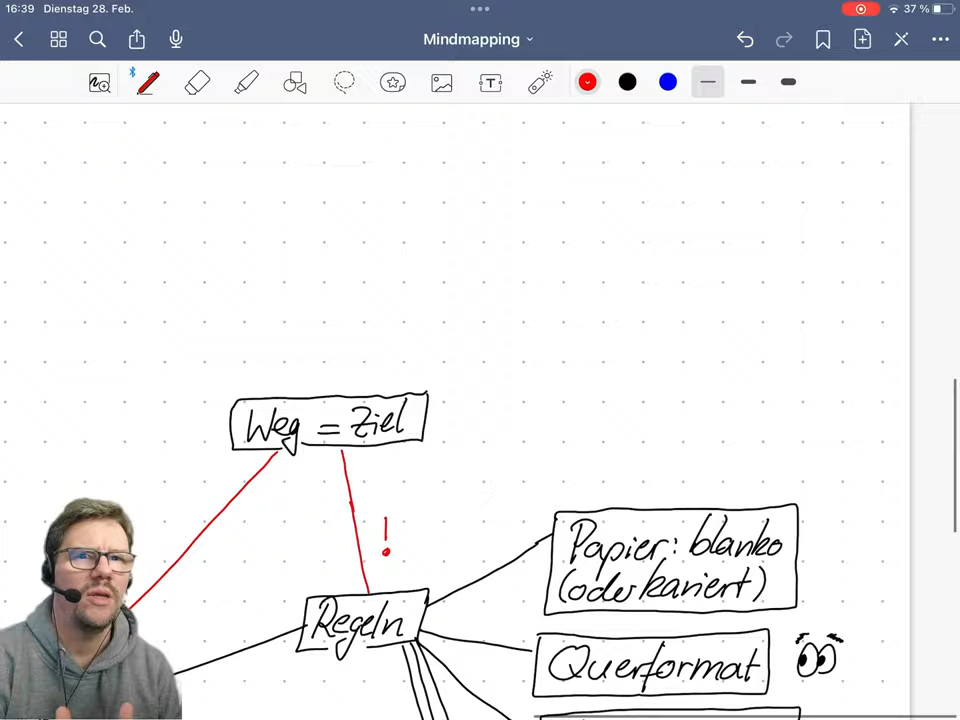 16:39 Dienstag 28. Feb.
37 %
Mindmapping
T
Weg = Ziel
!
Papier: blanko
(oder kariert)
Regeln
Querformat